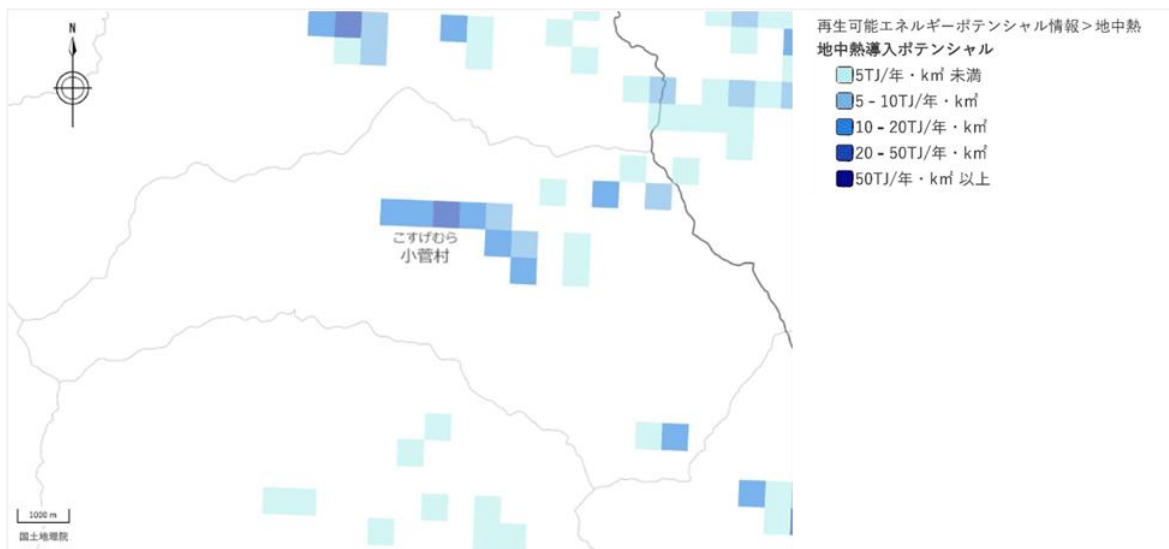 N
こすげむら
小菅村
1000 m
国土地理院
再生可能エネルギーポテンシャル情報＞地中熱
地中熱導入ポテンシャル
5TJ/年・k㎡ 未満
5 - 10TJ/年・k㎡
10 - 20TJ/年・k㎡
20 - 50TJ/年・k㎡
50TJ/年・k㎡ 以上